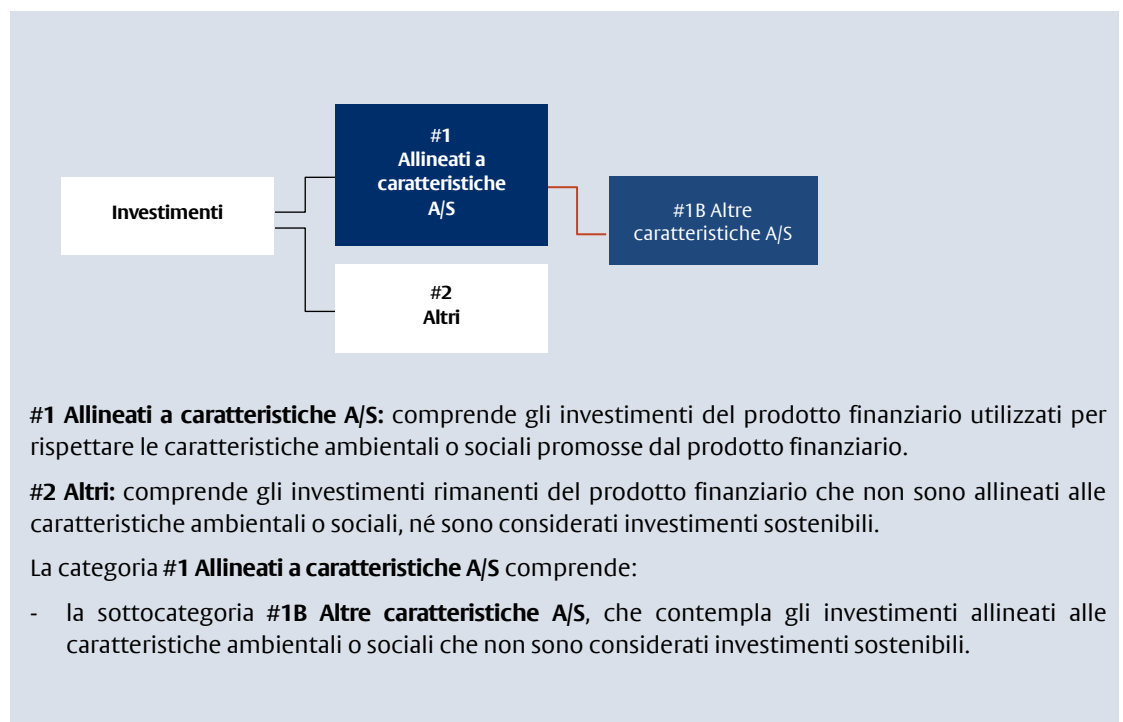 #1
Allineati a
caratteristiche
A/S
Investimenti
#1B Altre
caratteristiche A/S
#2
Altri
#1 Allineati a caratteristiche A/S: comprende gli investimenti del prodotto finanziario utilizzati per
rispettare le caratteristiche ambientali o sociali promosse dal prodotto finanziario.
#2 Altri: comprende gli investimenti rimanenti del prodotto finanziario che non sono allineati alle
caratteristiche ambientali o sociali, né sono considerati investimenti sostenibili.
La categoria #1 Allineati a caratteristiche A/S comprende:
- la sottocategoria #1B Altre caratteristiche A/S, che contempla gli investimenti allineati alle
caratteristiche ambientali o sociali che non sono considerati investimenti sostenibili.